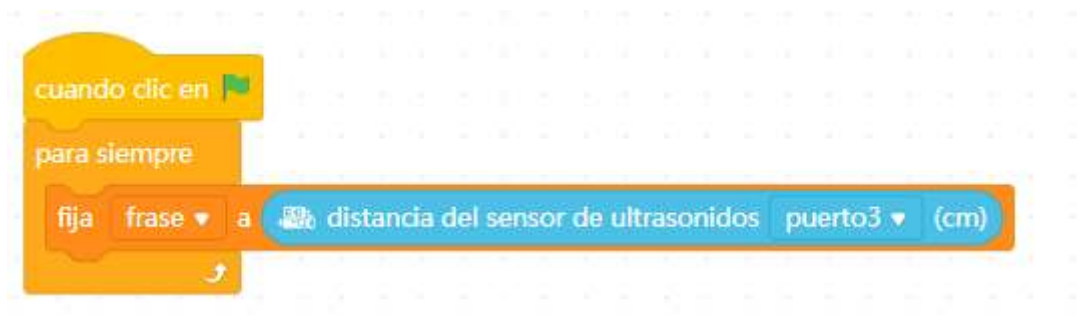 cuando clic en
para siempre
fija frase a distancia del sensor de ultrasonidos puerto3 (cm)